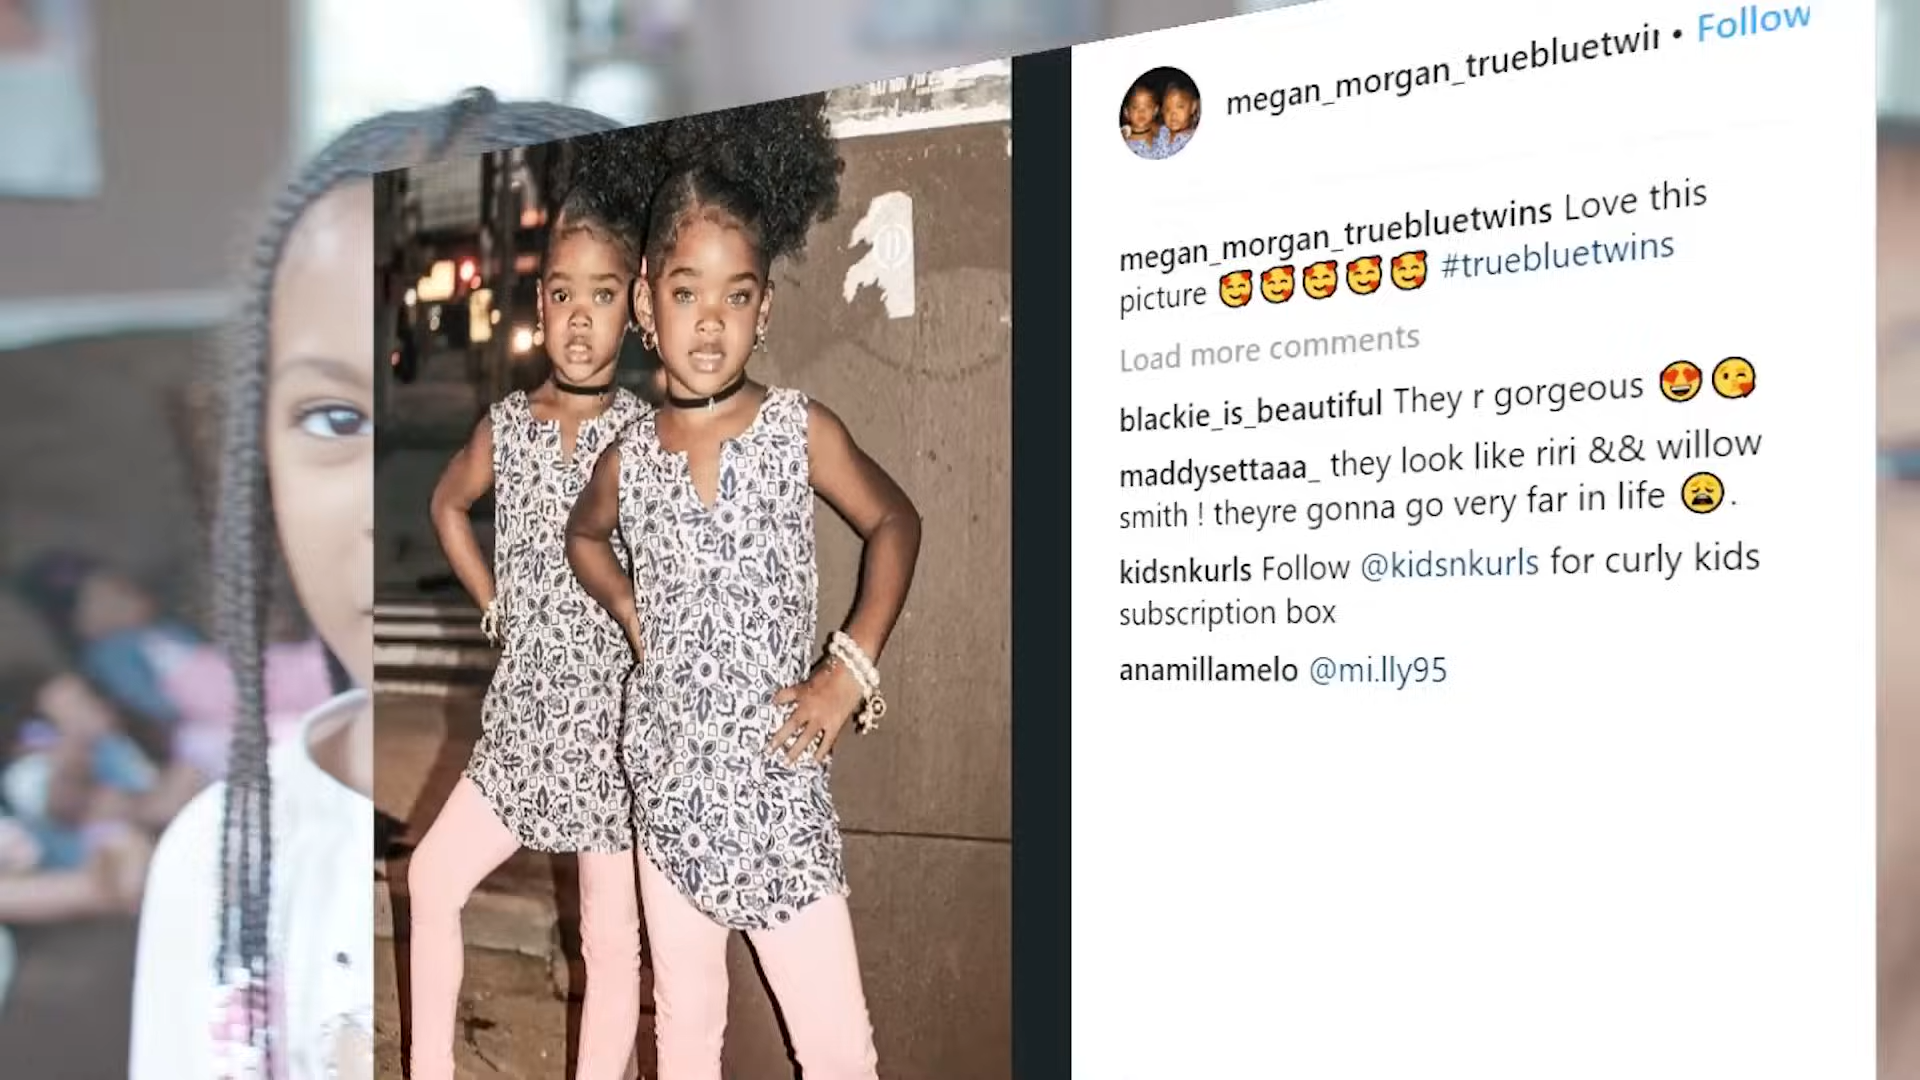 megan_morgan_truebluetwin • Follow
megan_morgan_truebluetwins Love this
picture 🥰🥰🥰🥰🥰 #truebluetwins
Load more comments
blackie_is_beautiful They r gorgeous 😍😘
maddysettaaa_ they look like riri && willow
smith ! theyre gonna go very far in life 😩.
kidsnkurls Follow @kidsnkurls for curly kids
subscription box
anamillamelo @mi.lly95